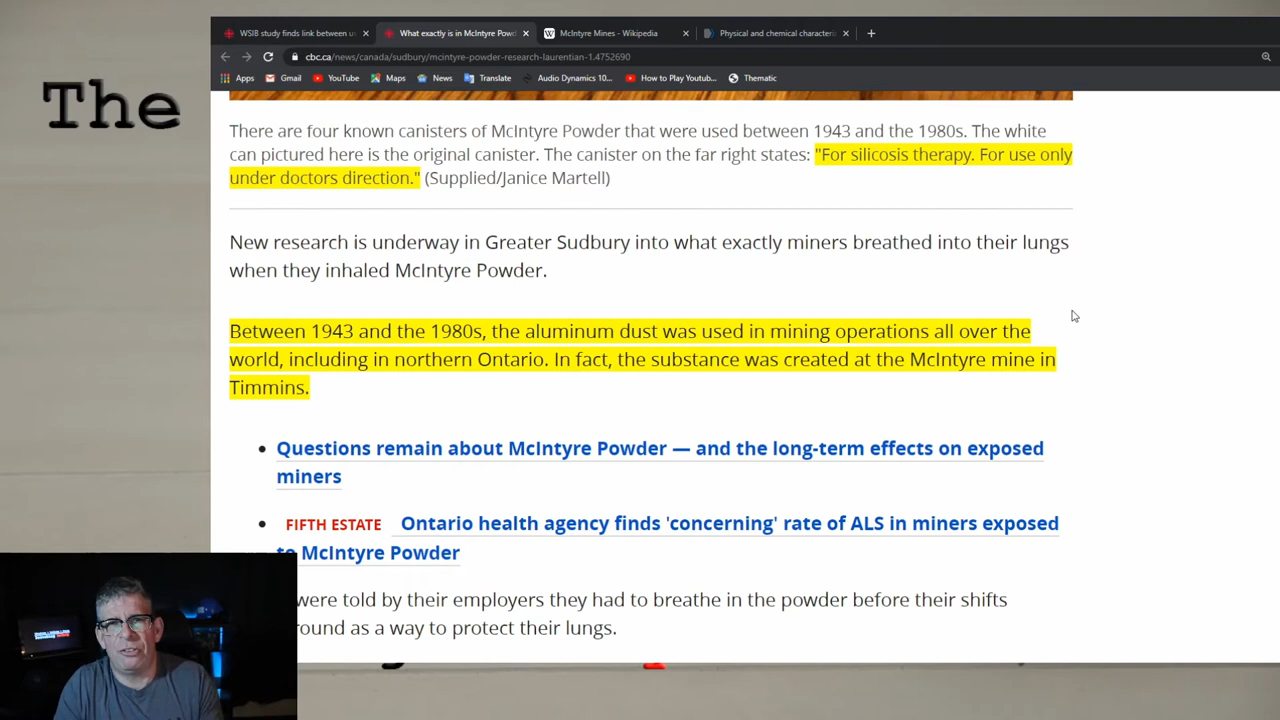 WSIB study finds link between us
What exactly is in McIntyre Powd
McIntyre Mines - Wikipedia
Physical and chemical characteri
cbc.ca/news/canada/sudbury/mcintyre-powder-research-laurentian-1.4752690
Apps Gmail YouTube Maps News Translate Audio Dynamics 10... How to Play Youtub... Thematic
The
There are four known canisters of McIntyre Powder that were used between 1943 and the 1980s. The white
can pictured here is the original canister. The canister on the far right states: "For silicosis therapy. For use only
under doctors direction." (Supplied/Janice Martell)
New research is underway in Greater Sudbury into what exactly miners breathed into their lungs
when they inhaled McIntyre Powder.
Between 1943 and the 1980s, the aluminum dust was used in mining operations all over the
world, including in northern Ontario. In fact, the substance was created at the McIntyre mine in
Timmins.
• Questions remain about McIntyre Powder — and the long-term effects on exposed
miners
• FIFTH ESTATE Ontario health agency finds 'concerning' rate of ALS in miners exposed
to McIntyre Powder
were told by their employers they had to breathe in the powder before their shifts
round as a way to protect their lungs.